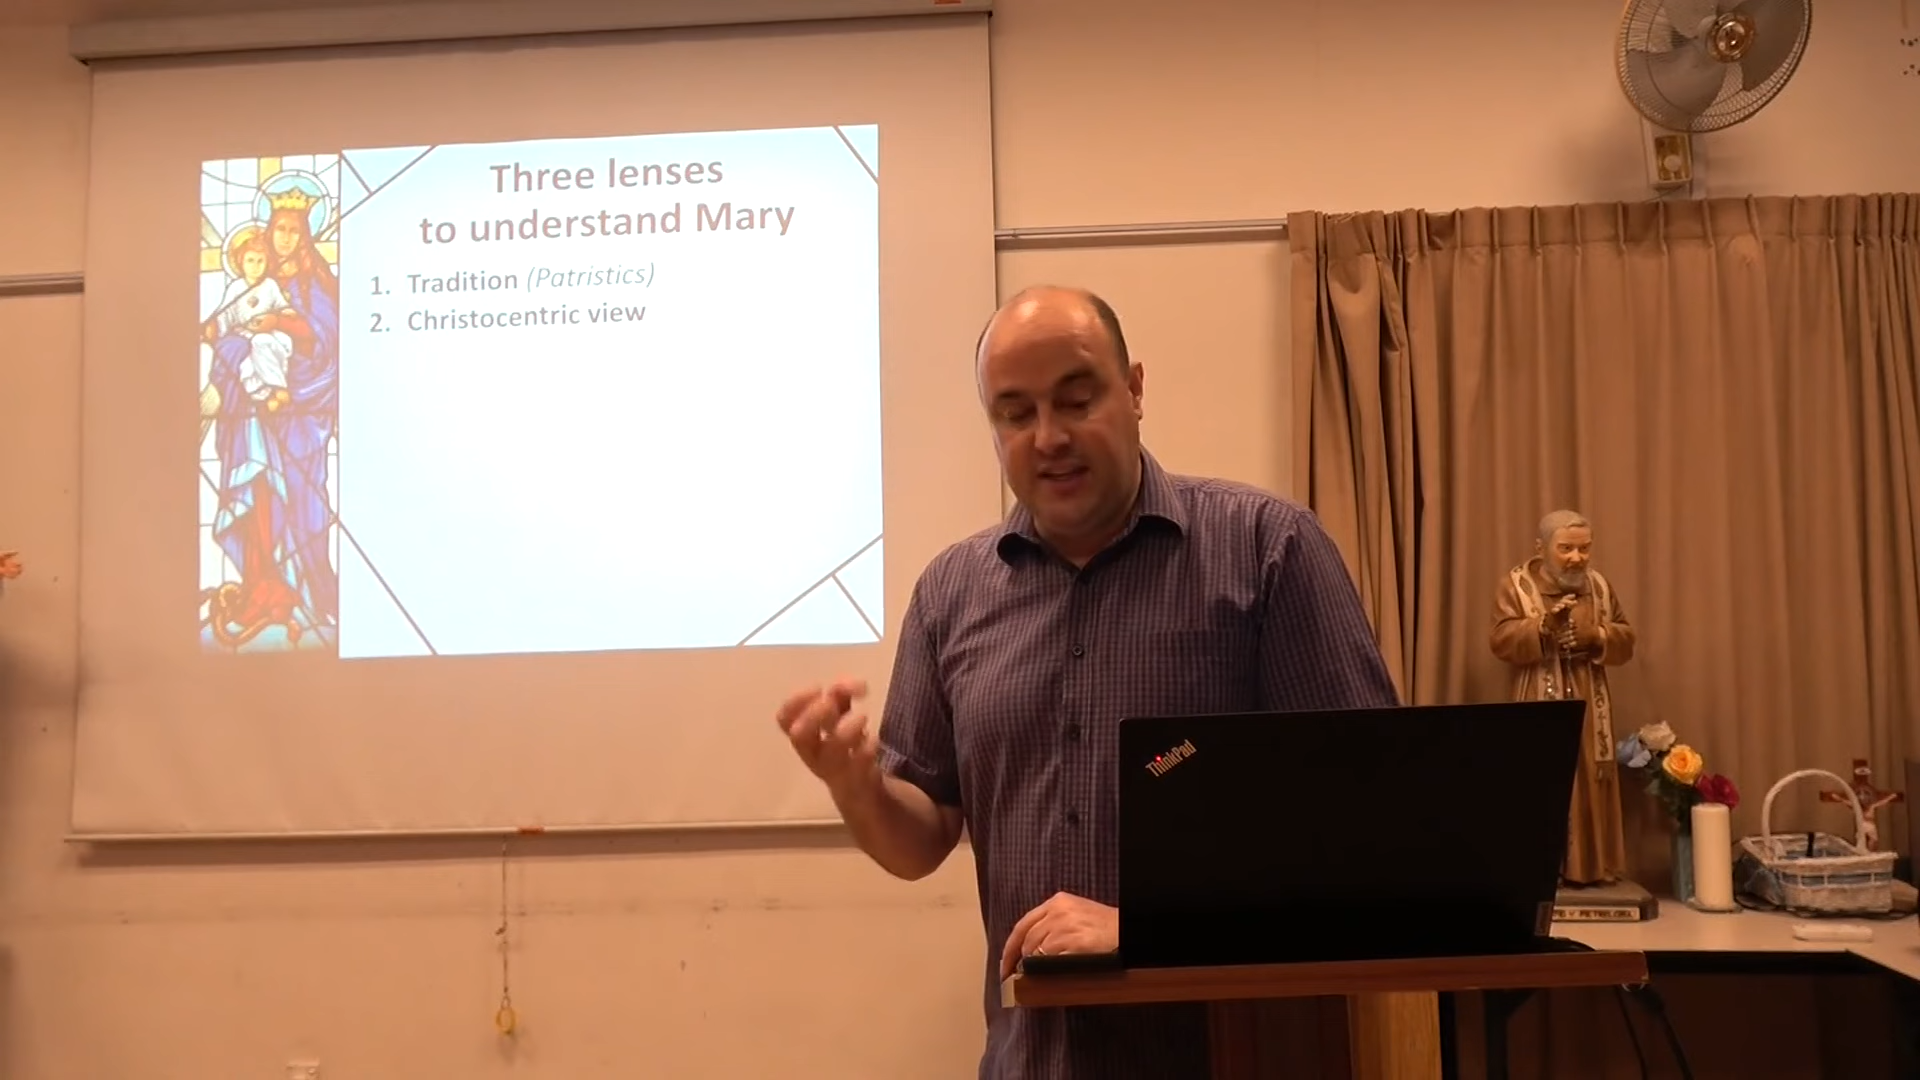 Three lenses
to understand Mary
1. Tradition (Patristics)
2. Christocentric view
ThinkPad